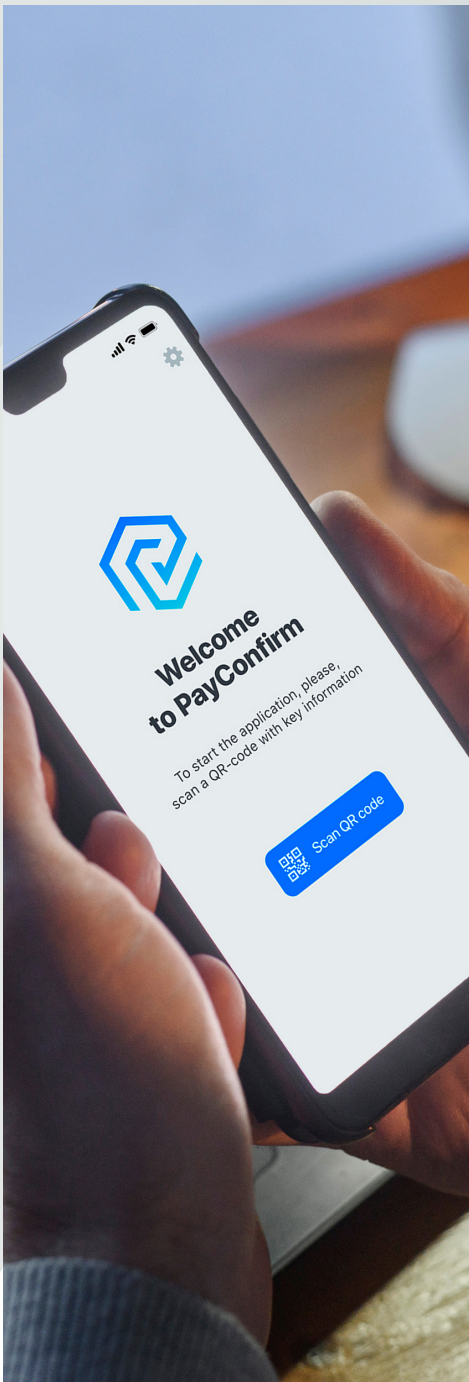 Welcome
to PayConfirm
To start the application, please,
scan a QR-code with key information
Scan QR code